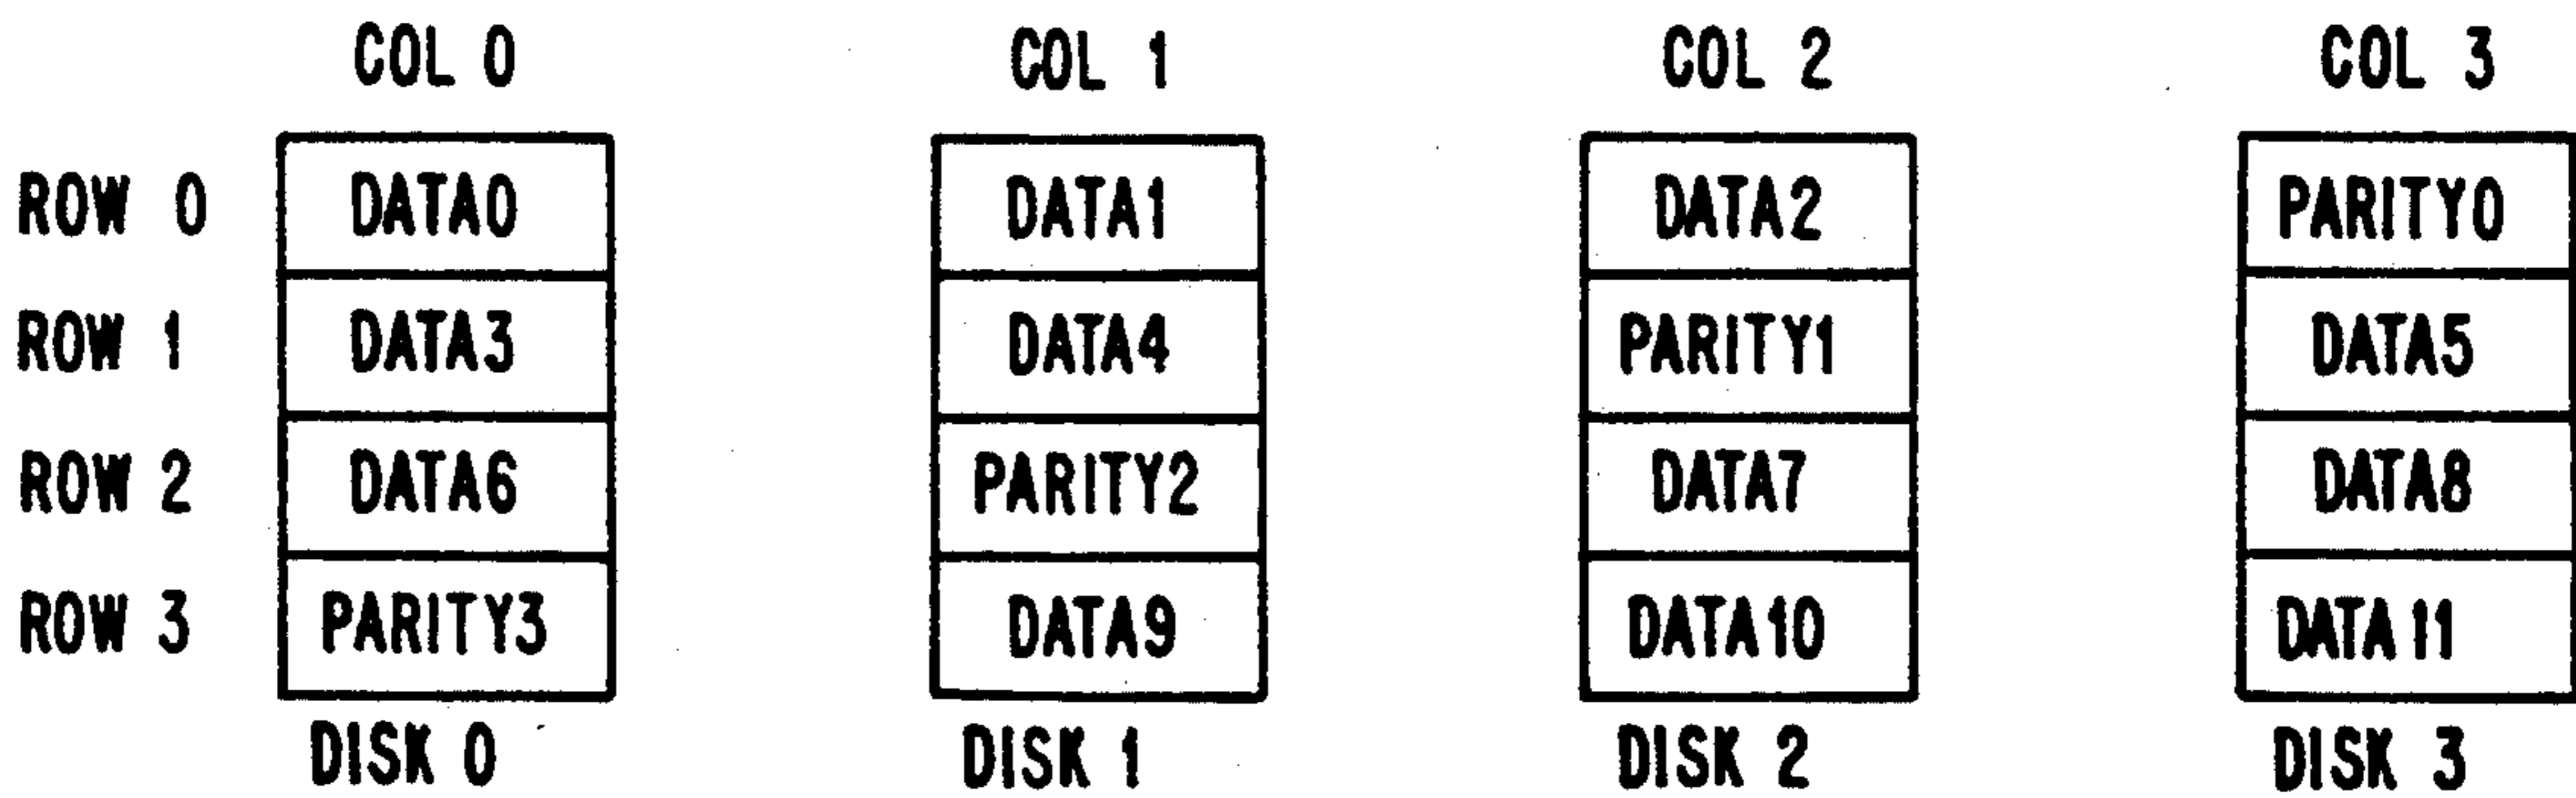 COL 0 COL 1 COL 2 COL 3
ROW 0 DATA0 DATA1 DATA2 PARITY0
ROW 1 DATA3 DATA4 PARITY1 DATA5
ROW 2 DATA6 PARITY2 DATA7 DATA8
ROW 3 PARITY3 DATA9 DATA10 DATA11
DISK 0 DISK 1 DISK 2 DISK 3